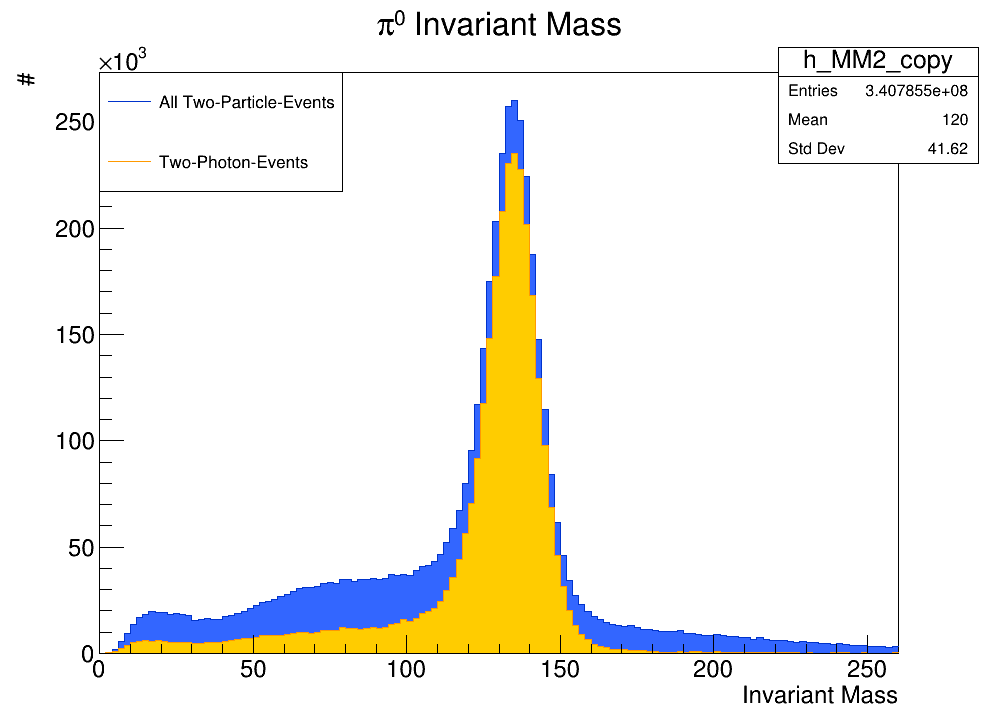 π⁰ Invariant Mass
×10³
#
h_MM2_copy
Entries 3.407855e+08
Mean 120
Std Dev 41.62
All Two-Particle-Events
Two-Photon-Events
250
200
150
100
50
0
0 50 100 150 200 250
Invariant Mass